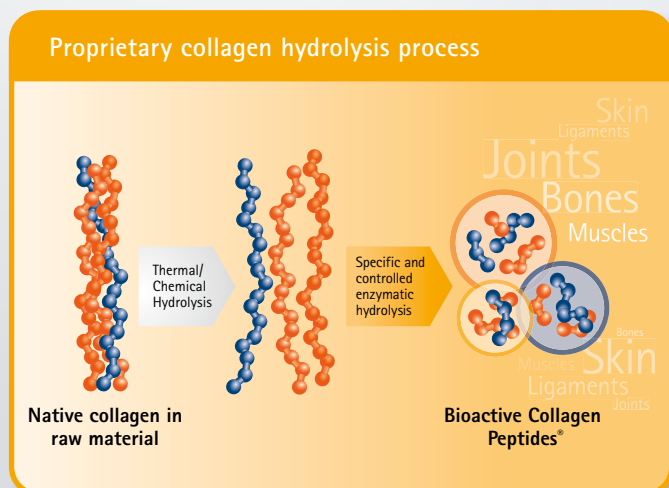 Proprietary collagen hydrolysis process
Skin
Ligaments
Joints
Bones
Muscles
Thermal/
Chemical
Hydrolysis
Specific and
controlled
enzymatic
hydrolysis
Bones
Muscles
Skin
Ligaments
Joints
Native collagen in
raw material
Bioactive Collagen
Peptides®